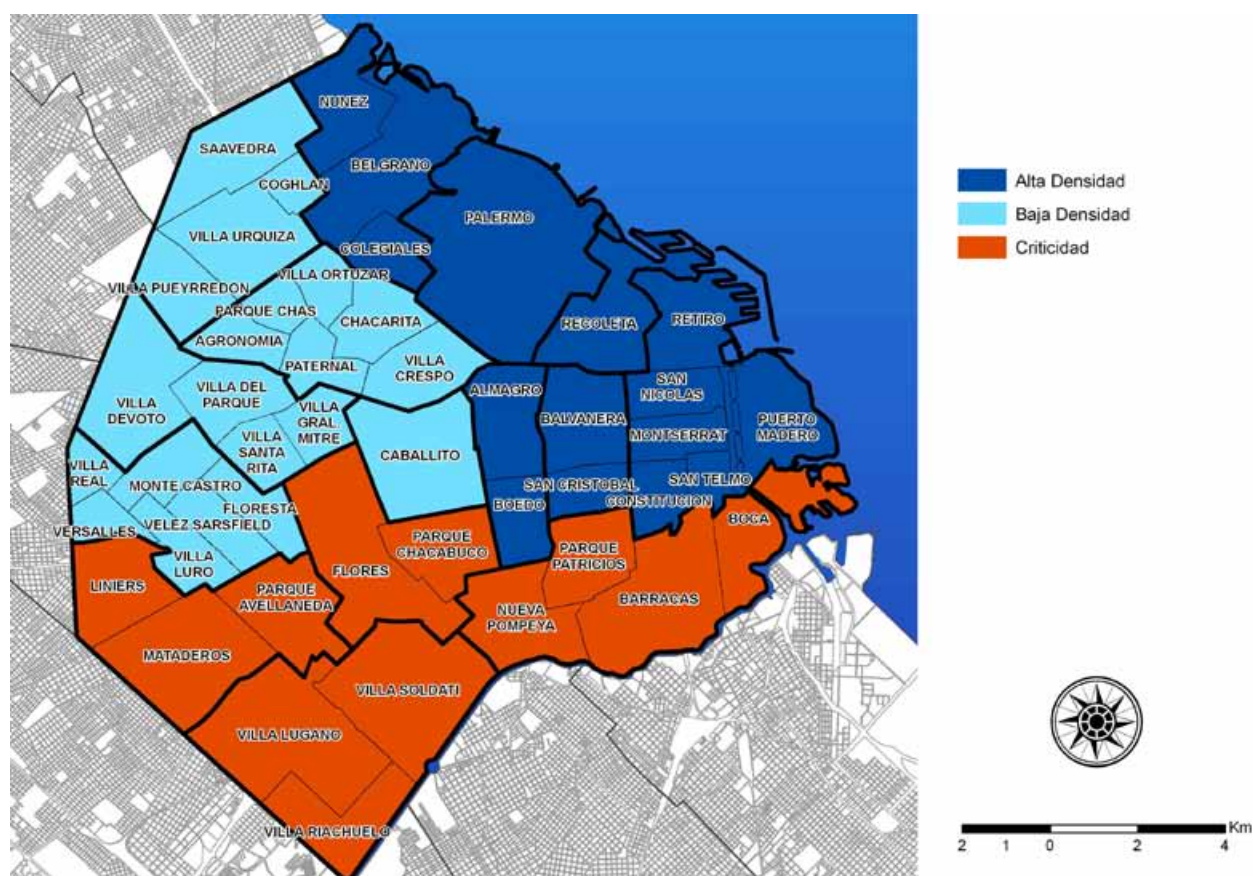 NUNEZ
SAAVEDRA
BELGRANO
COGHLAN
PALERMO
VILLA URQUIZA
COLEGIALES
VILLA ORTUZAR
VILLA PUEYRREDON
PARQUE CHAS
CHACARITA
RECOLETA
RETIRO
AGRONOMIA
PATERNAL
VILLA
CRESPO
ALMAGRO
SAN
NICOLAS
VILLA DEL
PARQUE
VILLA
DEVOTO
VILLA
GRAL.
MITRE
BALVANERA
PUERTO
MADERO
MONTSERRAT
VILLA
SANTA
RITA
CABALLITO
VILLA
REAL
MONTE CASTRO
SAN CRISTOBAL
SAN TELMO
CONSTITUCION
BOEDO
FLORESTA
VERSALLES
VELEZ SARSFIELD
BOCA
PARQUE
CHACABUCO
PARQUE
PATRICIOS
VILLA
LURO
FLORES
LINIERS
PARQUE
AVELLANEDA
BARRACAS
NUEVA
POMPEYA
MATADEROS
VILLA SOLDATI
VILLA LUGANO
VILLA RIACHUELO
Alta Densidad
Baja Densidad
Criticidad
Km
2 1 0 2 4